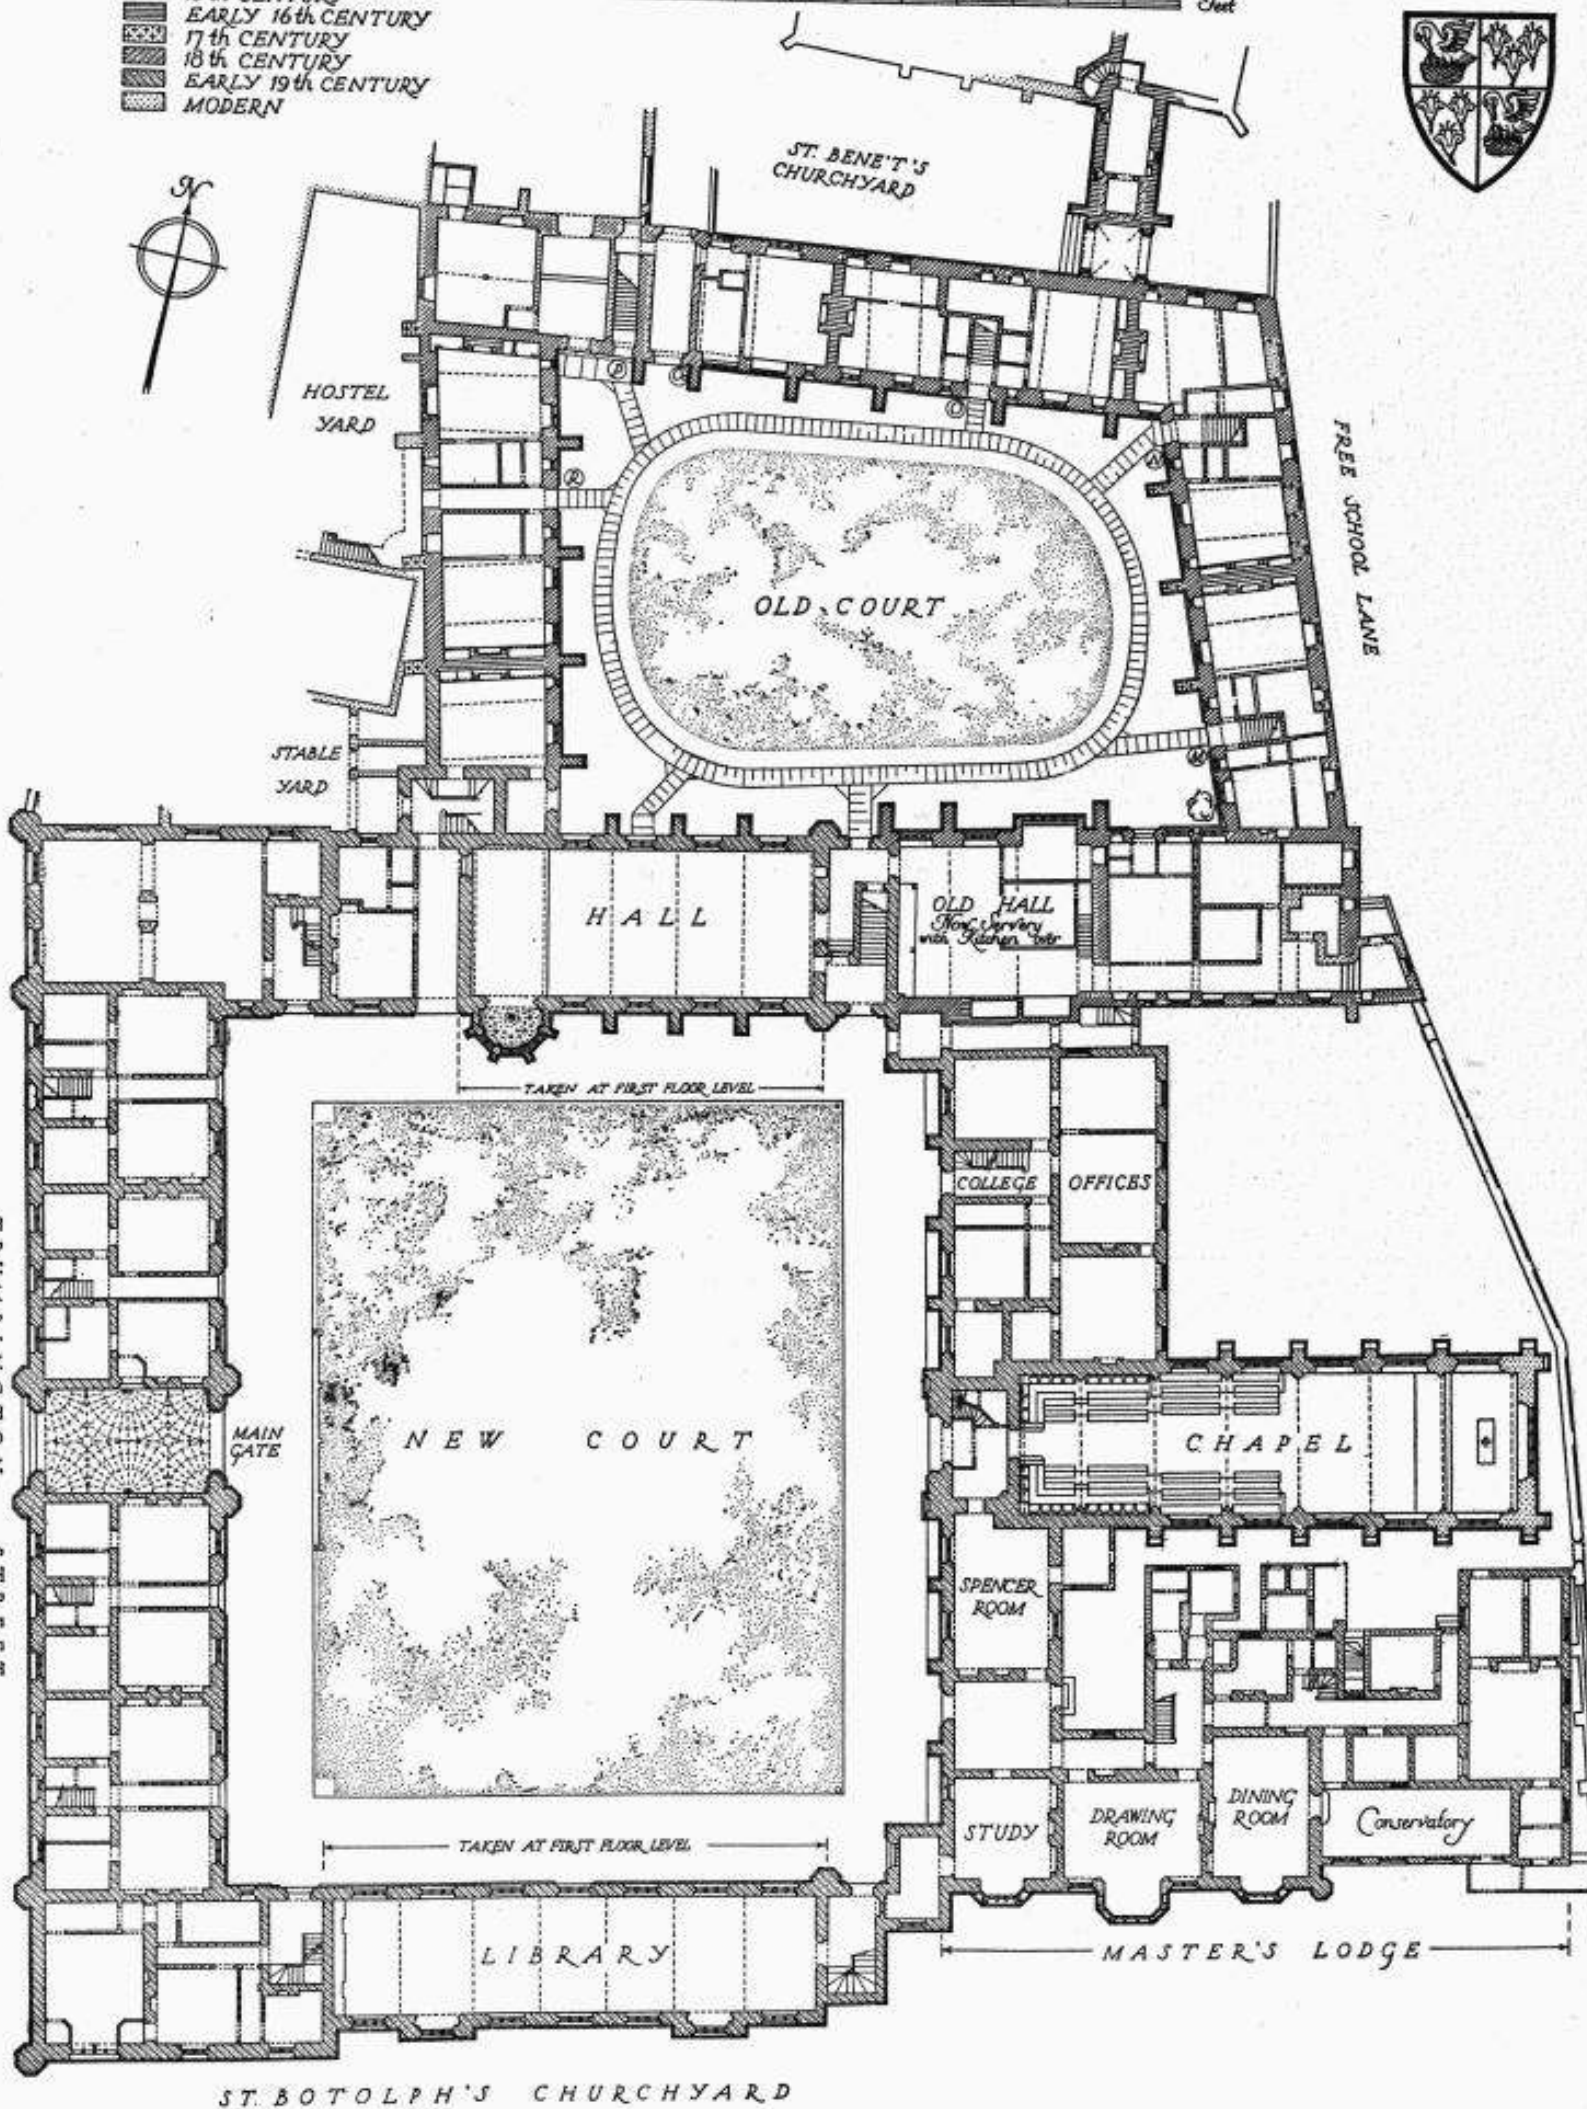 EARLY 16th CENTURY
17th CENTURY
18th CENTURY
EARLY 19th CENTURY
MODERN
Feet
N
ST. BENE'T'S
CHURCHYARD
HOSTEL
YARD
FREE SCHOOL LANE
P
O
R
N
OLD COURT
STABLE
YARD
M
HALL
OLD HALL
Now Servery
with Kitchen over
TAKEN AT FIRST FLOOR LEVEL
COLLEGE OFFICES
MAIN
GATE
NEW COURT
CHAPEL
SPENCER
ROOM
STUDY
DRAWING
ROOM
DINING
ROOM
Conservatory
TAKEN AT FIRST FLOOR LEVEL
LIBRARY
MASTER'S LODGE
ST. BOTOLPH'S CHURCHYARD